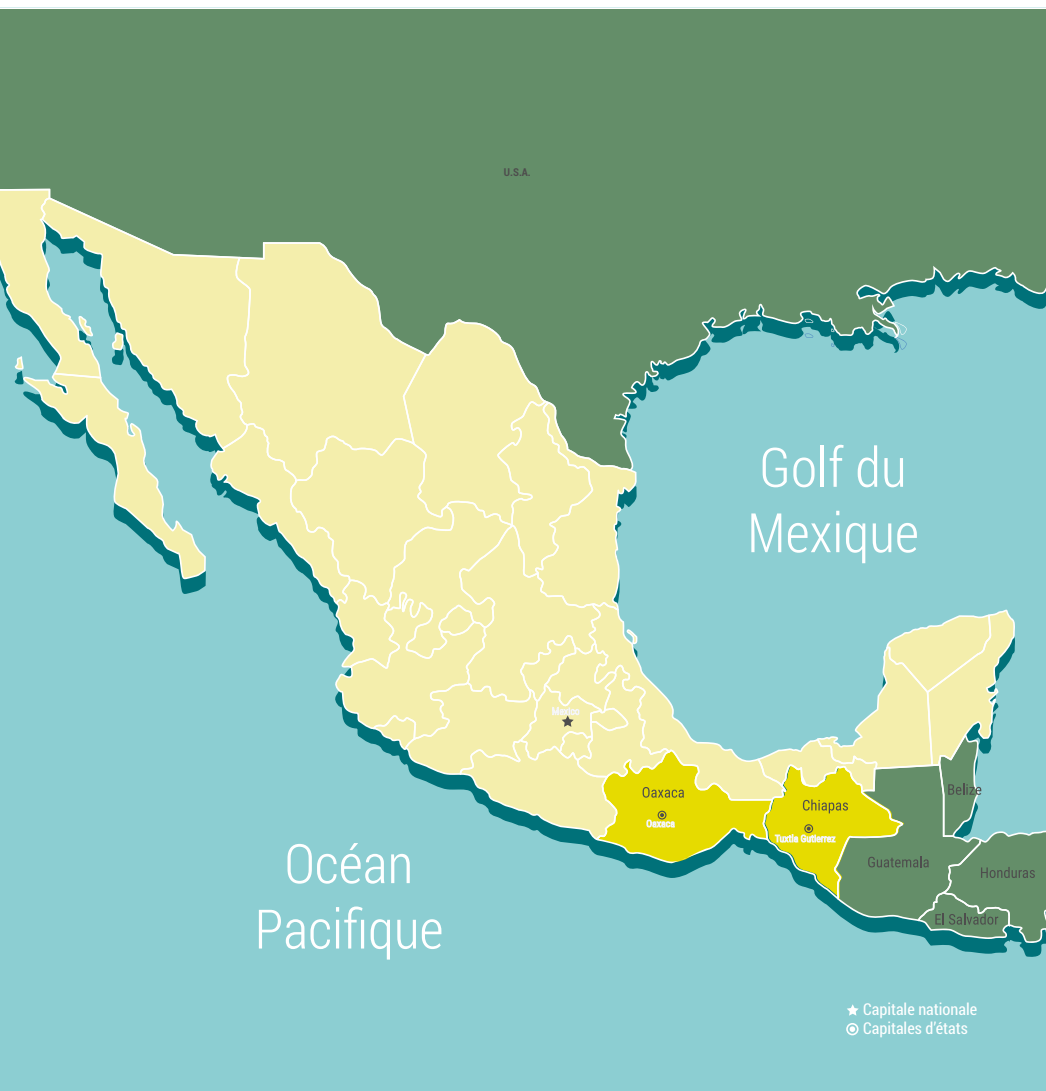 U.S.A.
Golf du
Mexique
Mexico
Oaxaca
Oaxaca
Chiapas
Tuxtla Gutierrez
Belize
Guatemala
Honduras
El Salvador
Océan
Pacifique
Capitale nationale
Capitales d'états